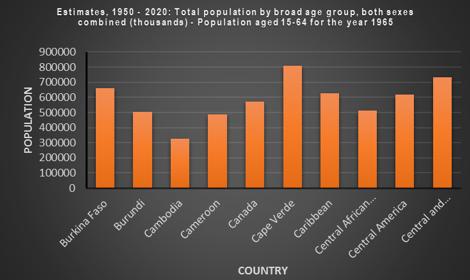 Estimates, 1950 - 2020: Total population by broad age group, both sexes
combined (thousands) - Population aged 15-64 for the year 1965
POPULATION
900000
800000
700000
600000
500000
400000
300000
200000
100000
0
Burkina Faso
Burundi
Cambodia
Cameroon
Canada
Cape Verde
Caribbean
Central African...
Central America
Central and...
COUNTRY